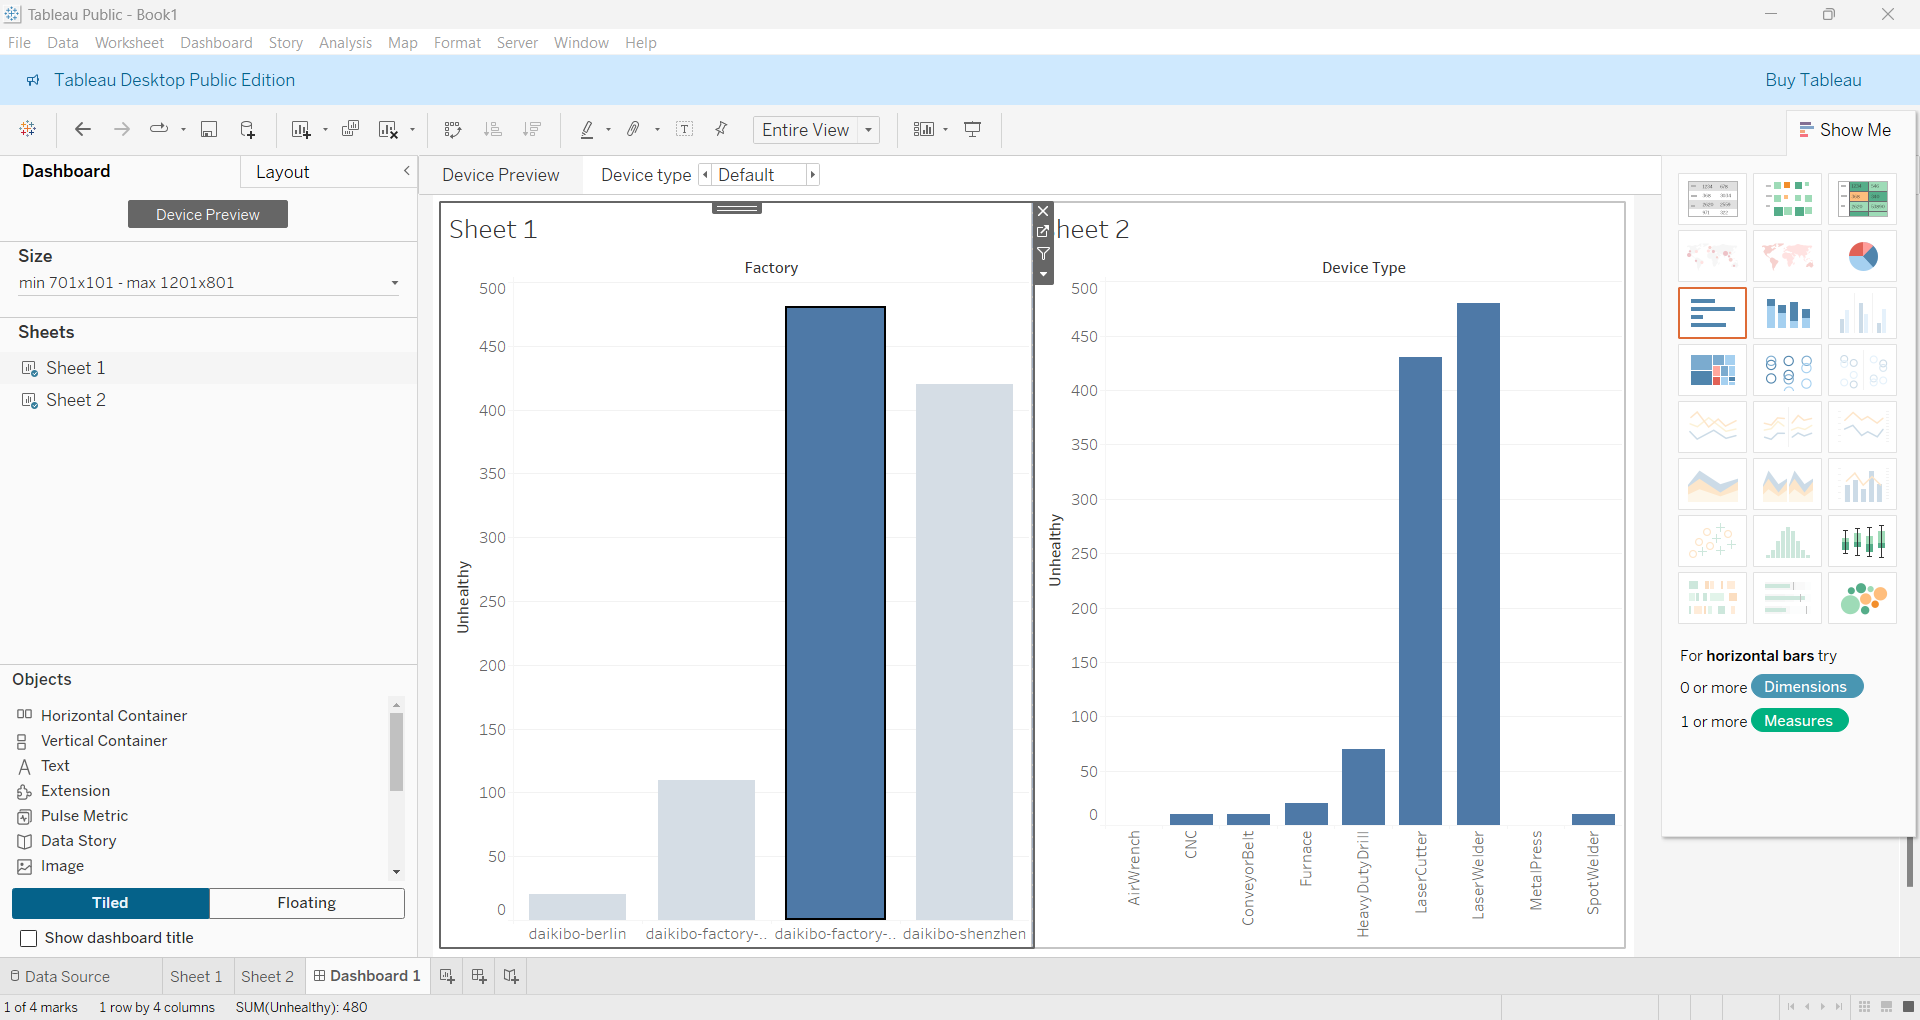 Tableau Public - Book1
File Data Worksheet Dashboard Story Analysis Map Format Server Window Help
Tableau Desktop Public Edition
Buy Tableau
Entire View
Show Me
Dashboard
Layout
Device Preview
Device type
Default
Device Preview
Size
min 701x101 - max 1201x801
Sheets
Sheet 1
Sheet 2
Objects
Horizontal Container
Vertical Container
Text
Extension
Pulse Metric
Data Story
Image
Tiled
Floating
Show dashboard title
Sheet 1
Factory
500
450
400
350
300
250
200
150
100
50
0
Unhealthy
daikibo-berlin
daikibo-factory-..
daikibo-factory-..
daikibo-shenzhen
heet 2
Device Type
500
450
400
350
300
250
200
150
100
50
0
Unhealthy
AirWrench
CNC
ConveyorBelt
Furnace
HeavyDutyDrill
LaserCutter
LaserWelder
MetalPress
SpotWelder
For horizontal bars try
0 or more Dimensions
1 or more Measures
Data Source
Sheet 1
Sheet 2
Dashboard 1
1 of 4 marks
1 row by 4 columns
SUM(Unhealthy): 480